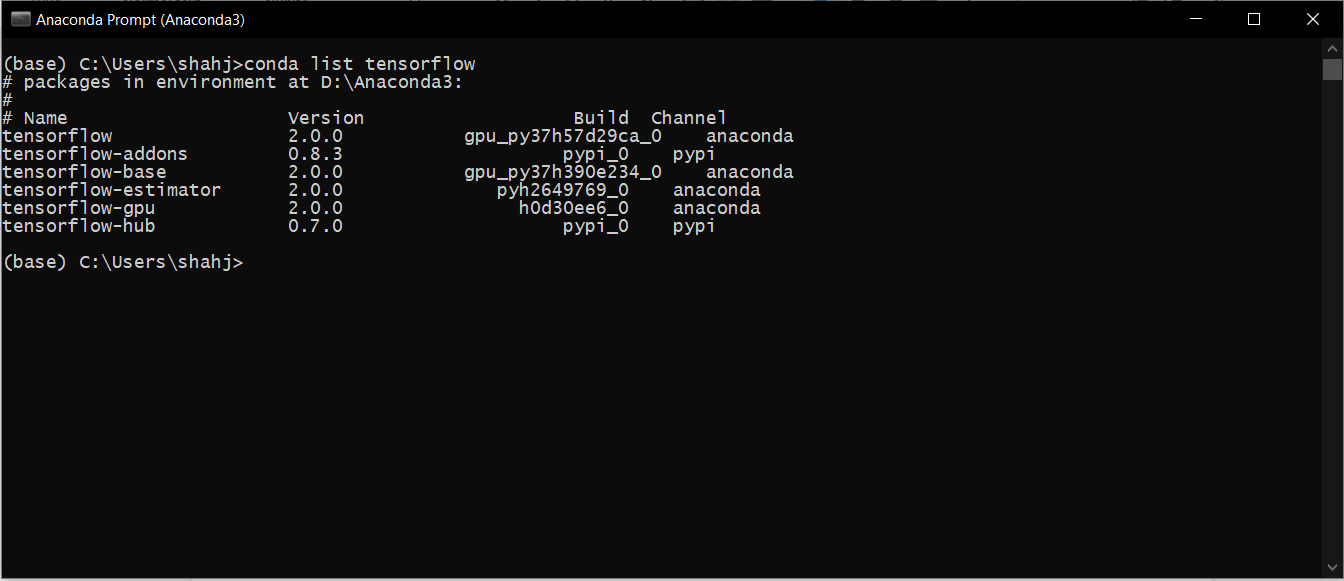 Anaconda Prompt (Anaconda3)
(base) C:\Users\shahj>conda list tensorflow
# packages in environment at D:\Anaconda3:
#
# Name                    Version                   Build  Channel
tensorflow                2.0.0           gpu_py37h57d29ca_0    anaconda
tensorflow-addons         0.8.3                    pypi_0    pypi
tensorflow-base           2.0.0           gpu_py37h390e234_0    anaconda
tensorflow-estimator      2.0.0              pyh2649769_0    anaconda
tensorflow-gpu            2.0.0                h0d30ee6_0    anaconda
tensorflow-hub            0.7.0                    pypi_0    pypi
(base) C:\Users\shahj>